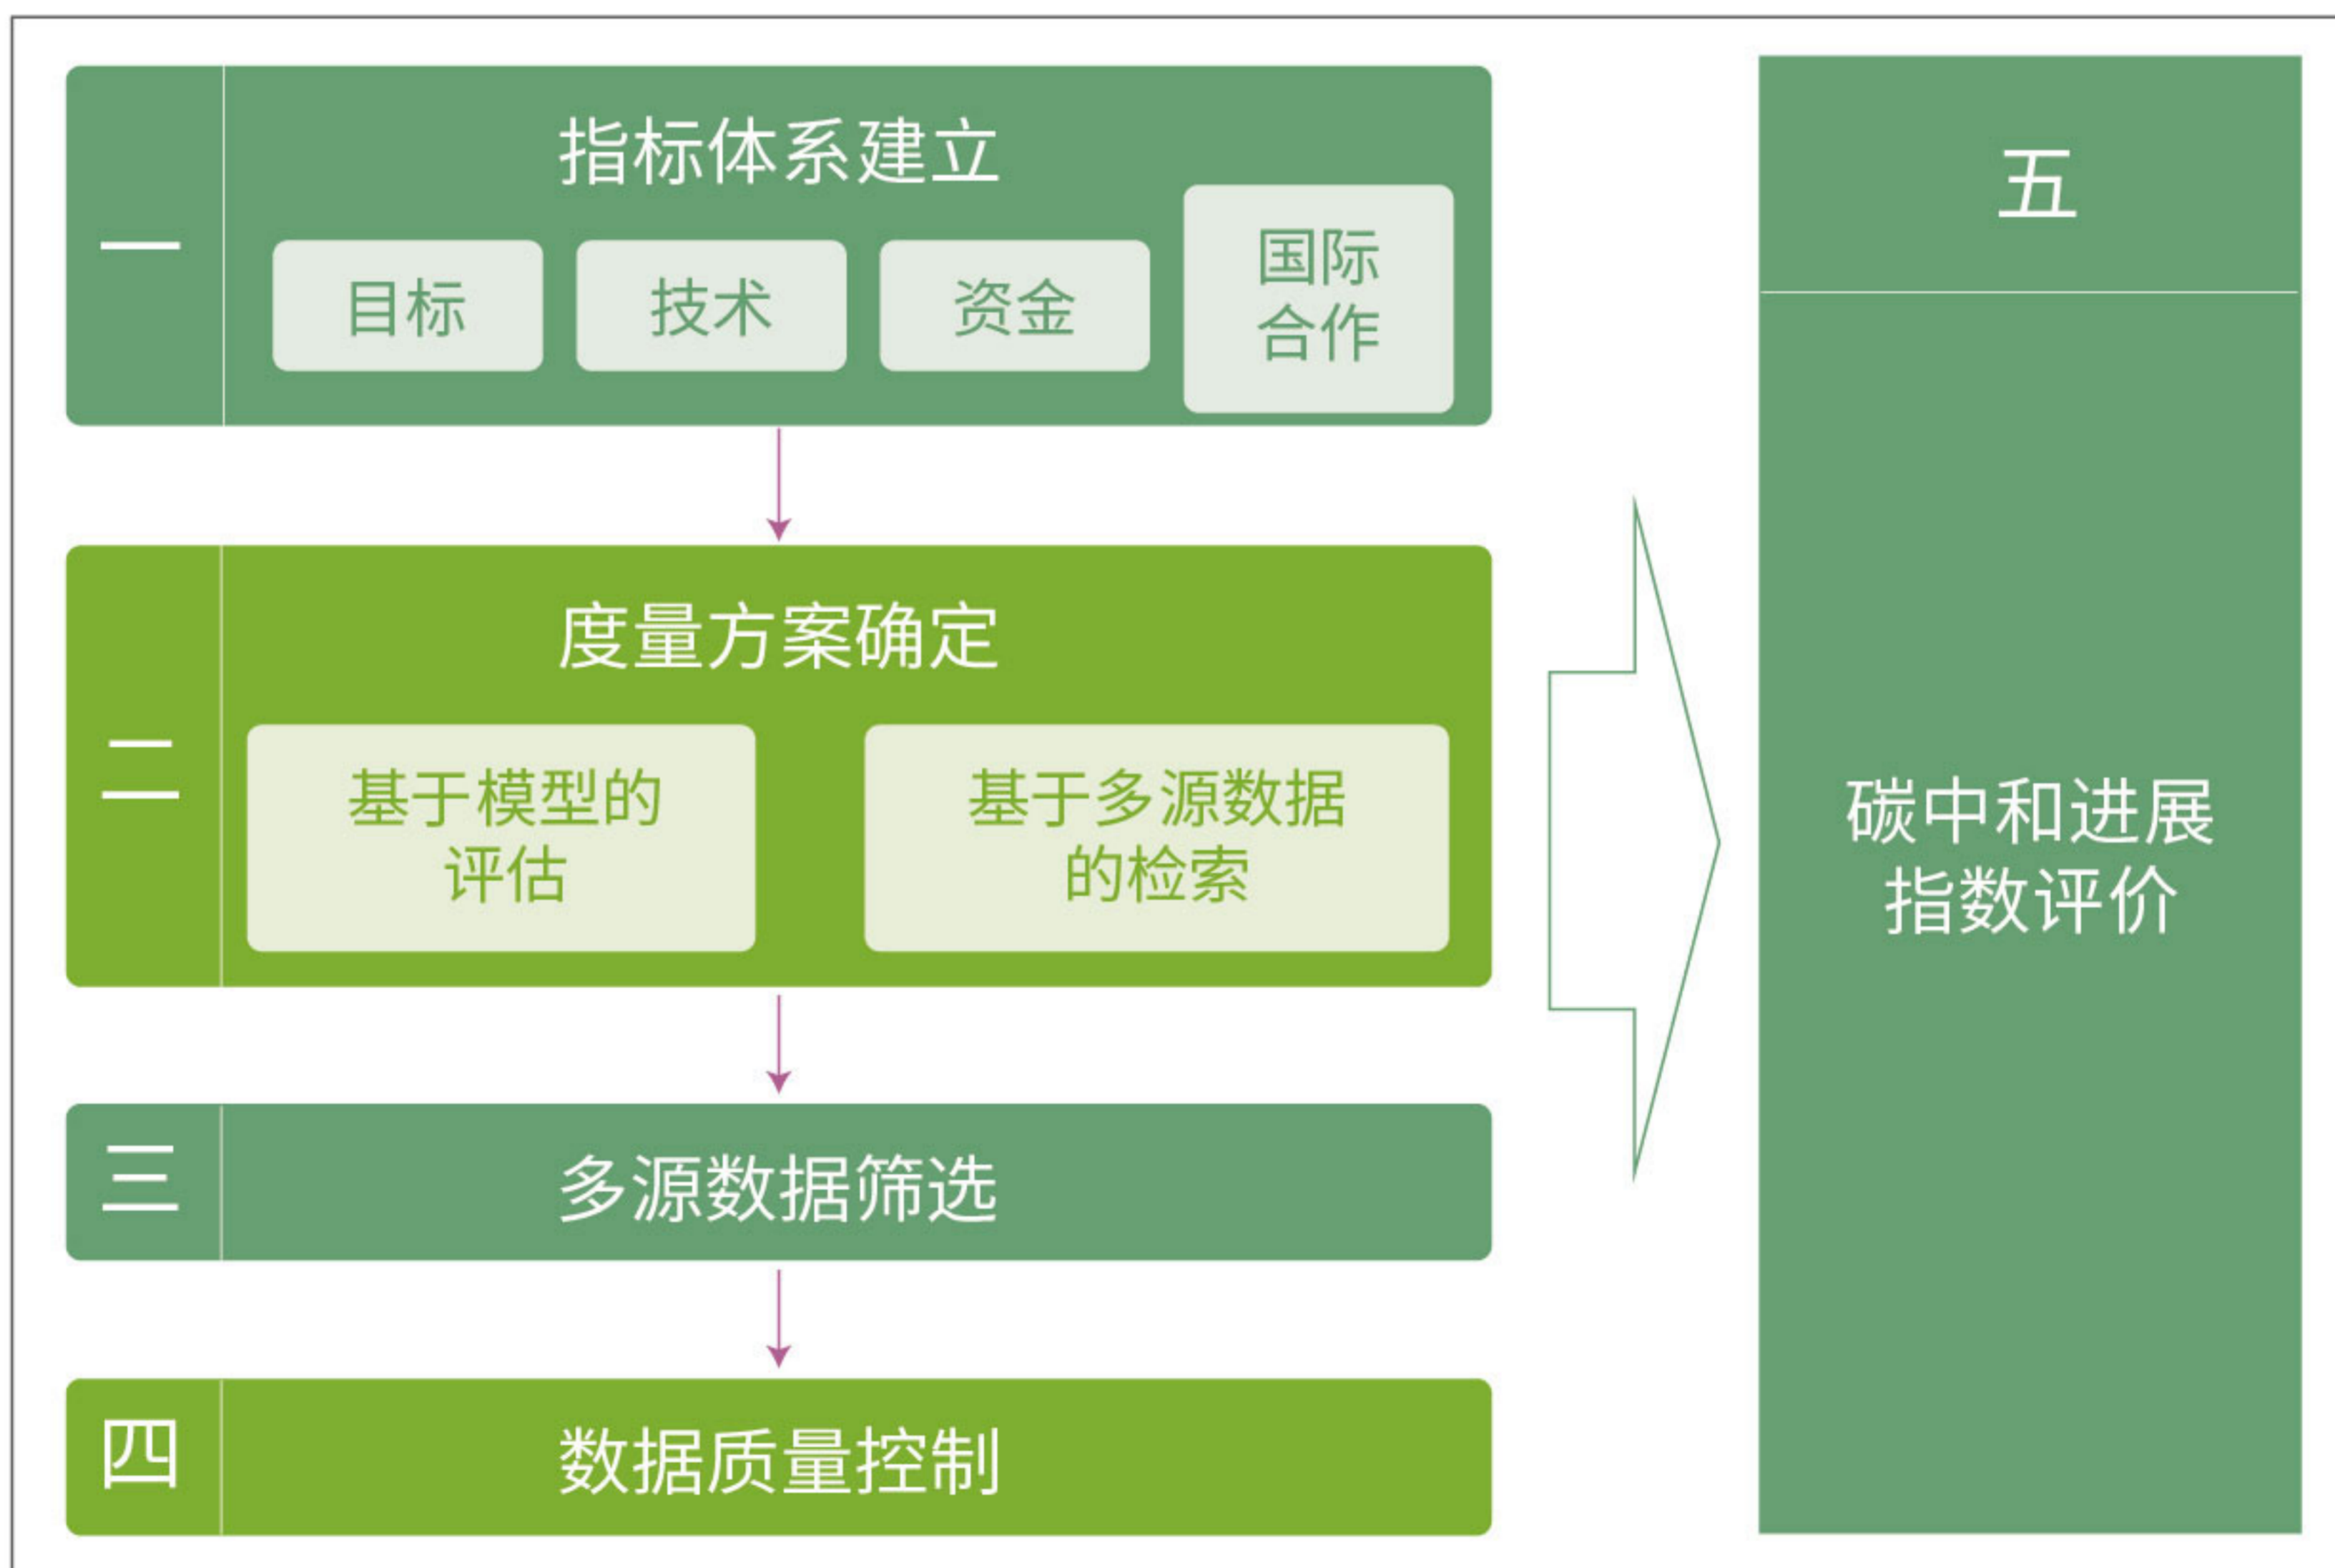 一
指标体系建立
目标
技术
资金
国际
合作
二
度量方案确定
基于模型的
评估
基于多源数据
的检索
三
多源数据筛选
四
数据质量控制
五
碳中和进展
指数评价